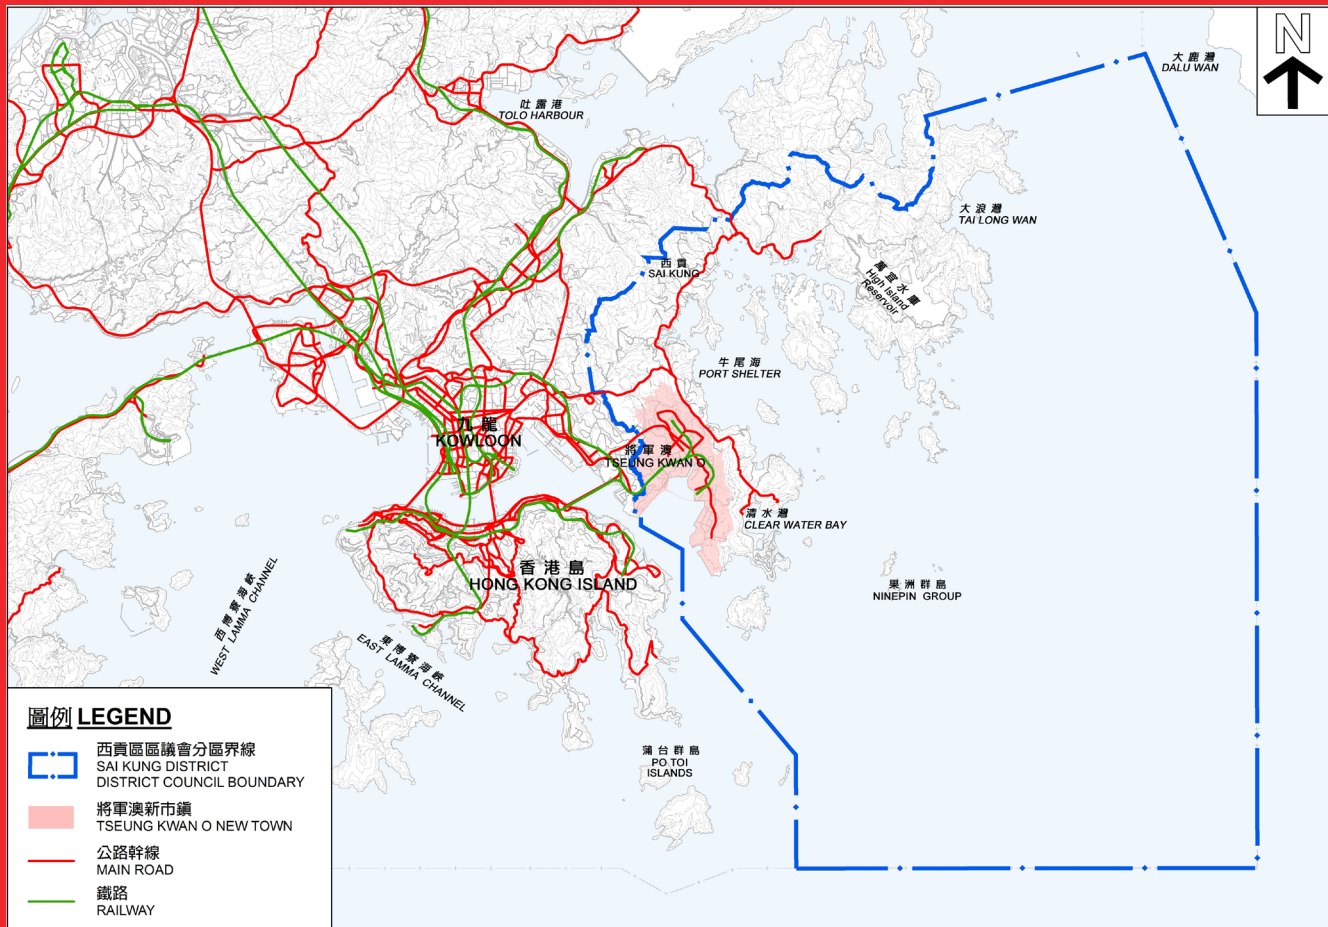 N
大鹿灣
DALU WAN
吐露港
TOLO HARBOUR
大浪灣
TAI LONG WAN
西貢
SAI KUNG
萬宜水庫
High Island
Reservoir
牛尾海
PORT SHELTER
九龍
KOWLOON
將軍澳
TSEUNG KWAN O
清水灣
CLEAR WATER BAY
香港島
HONG KONG ISLAND
果洲群島
NINEPIN GROUP
西博寮海峽
WEST LAMMA CHANNEL
東博寮海峽
EAST LAMMA CHANNEL
蒲台群島
PO TOI
ISLANDS
圖例 LEGEND
西貢區區議會分區界線
SAI KUNG DISTRICT
DISTRICT COUNCIL BOUNDARY
將軍澳新市鎮
TSEUNG KWAN O NEW TOWN
公路幹線
MAIN ROAD
鐵路
RAILWAY